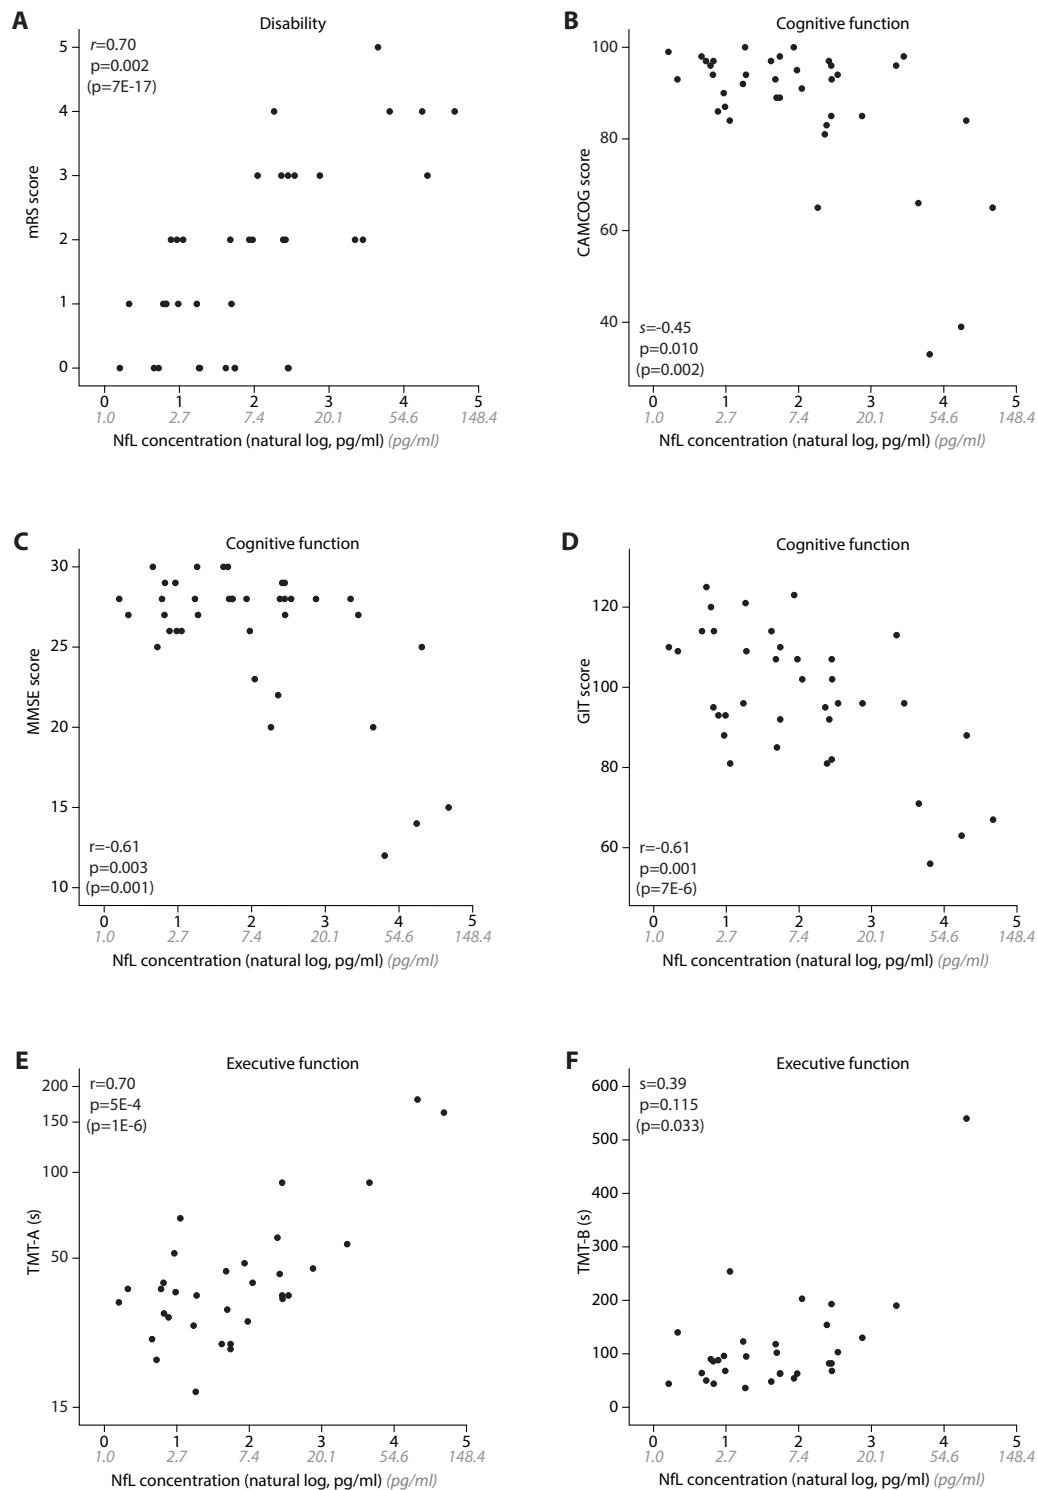 A
Disability
r=0.70
p=0.002
(p=7E-17)
mRS score
5
4
3
2
1
0
0 1 2 3 4 5
1.0 2.7 7.4 20.1 54.6 148.4
NfL concentration (natural log, pg/ml) (pg/ml)
B
Cognitive function
CAMCOG score
100
80
60
40
s=-0.45
p=0.010
(p=0.002)
0 1 2 3 4 5
1.0 2.7 7.4 20.1 54.6 148.4
NfL concentration (natural log, pg/ml) (pg/ml)
C
Cognitive function
MMSE score
30
25
20
15
10
r=-0.61
p=0.003
(p=0.001)
0 1 2 3 4 5
1.0 2.7 7.4 20.1 54.6 148.4
NfL concentration (natural log, pg/ml) (pg/ml)
D
Cognitive function
GIT score
120
100
80
60
r=-0.61
p=0.001
(p=7E-6)
0 1 2 3 4 5
1.0 2.7 7.4 20.1 54.6 148.4
NfL concentration (natural log, pg/ml) (pg/ml)
E
Executive function
r=0.70
p=5E-4
(p=1E-6)
TMT-A (s)
200
150
100
50
15
0 1 2 3 4 5
1.0 2.7 7.4 20.1 54.6 148.4
NfL concentration (natural log, pg/ml) (pg/ml)
F
Executive function
s=0.39
p=0.115
(p=0.033)
TMT-B (s)
600
500
400
300
200
100
0
0 1 2 3 4 5
1.0 2.7 7.4 20.1 54.6 148.4
NfL concentration (natural log, pg/ml) (pg/ml)